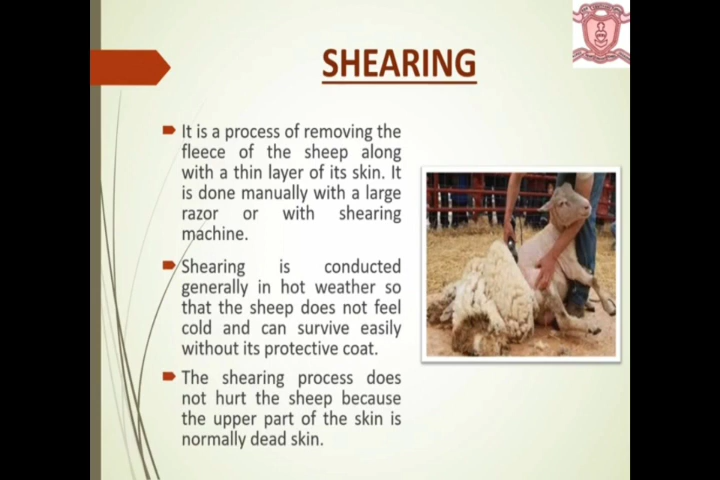 SHEARING
It is a process of removing the
fleece of the sheep along
with a thin layer of its skin. It
is done manually with a large
razor or with shearing
machine.
Shearing is conducted
generally in hot weather so
that the sheep does not feel
cold and can survive easily
without its protective coat.
The shearing process does
not hurt the sheep because
the upper part of the skin is
normally dead skin.